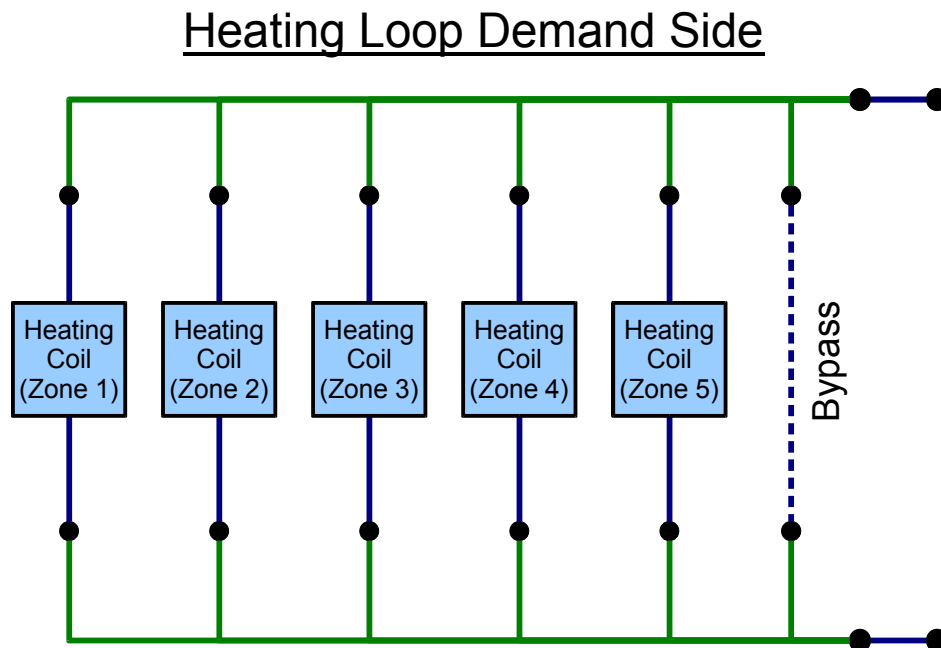 Heating Loop Demand Side
Heating
Coil
(Zone 1)
Heating
Coil
(Zone 2)
Heating
Coil
(Zone 3)
Heating
Coil
(Zone 4)
Heating
Coil
(Zone 5)
Bypass